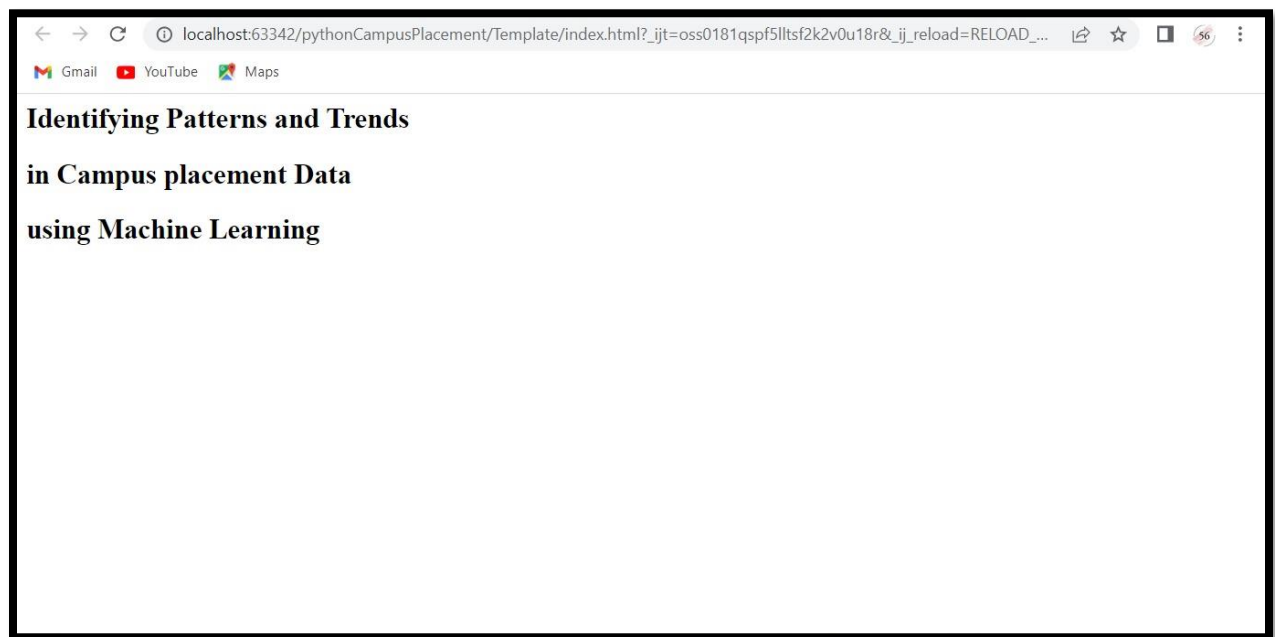 localhost:63342/pythonCampusPlacement/Template/index.html?_ijt=oss0181qspf5lltsf2k2v0u18r&_ij_reload=RELOAD_...
56
Gmail YouTube Maps
Identifying Patterns and Trends
in Campus placement Data
using Machine Learning